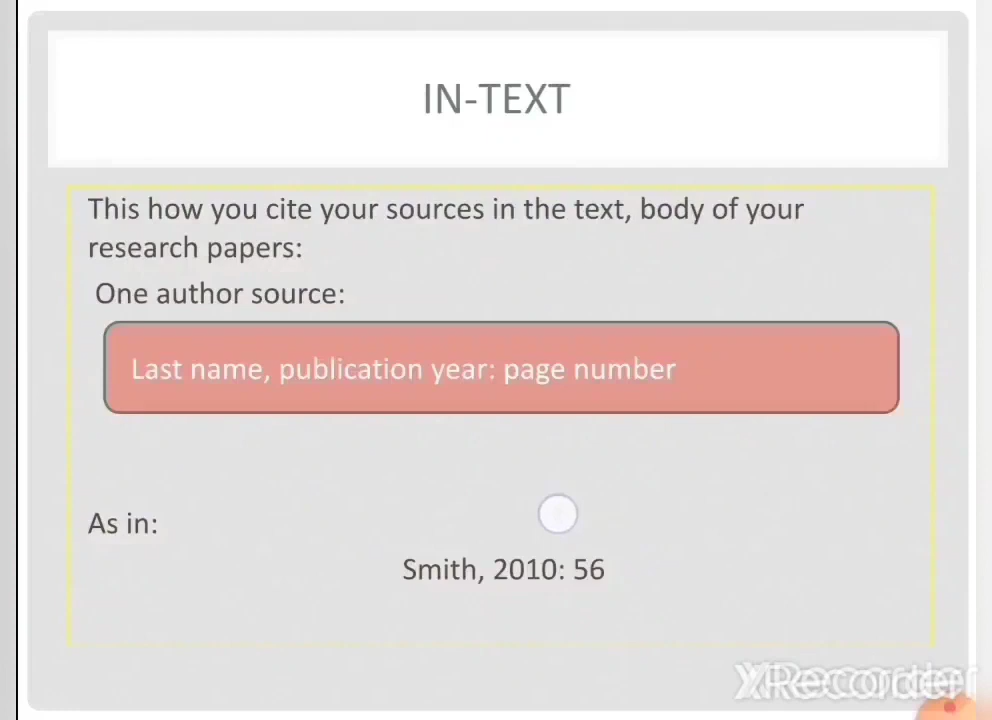 IN-TEXT
This how you cite your sources in the text, body of your
research papers:
One author source:
Last name, publication year: page number
As in:
Smith, 2010: 56
XRecorder